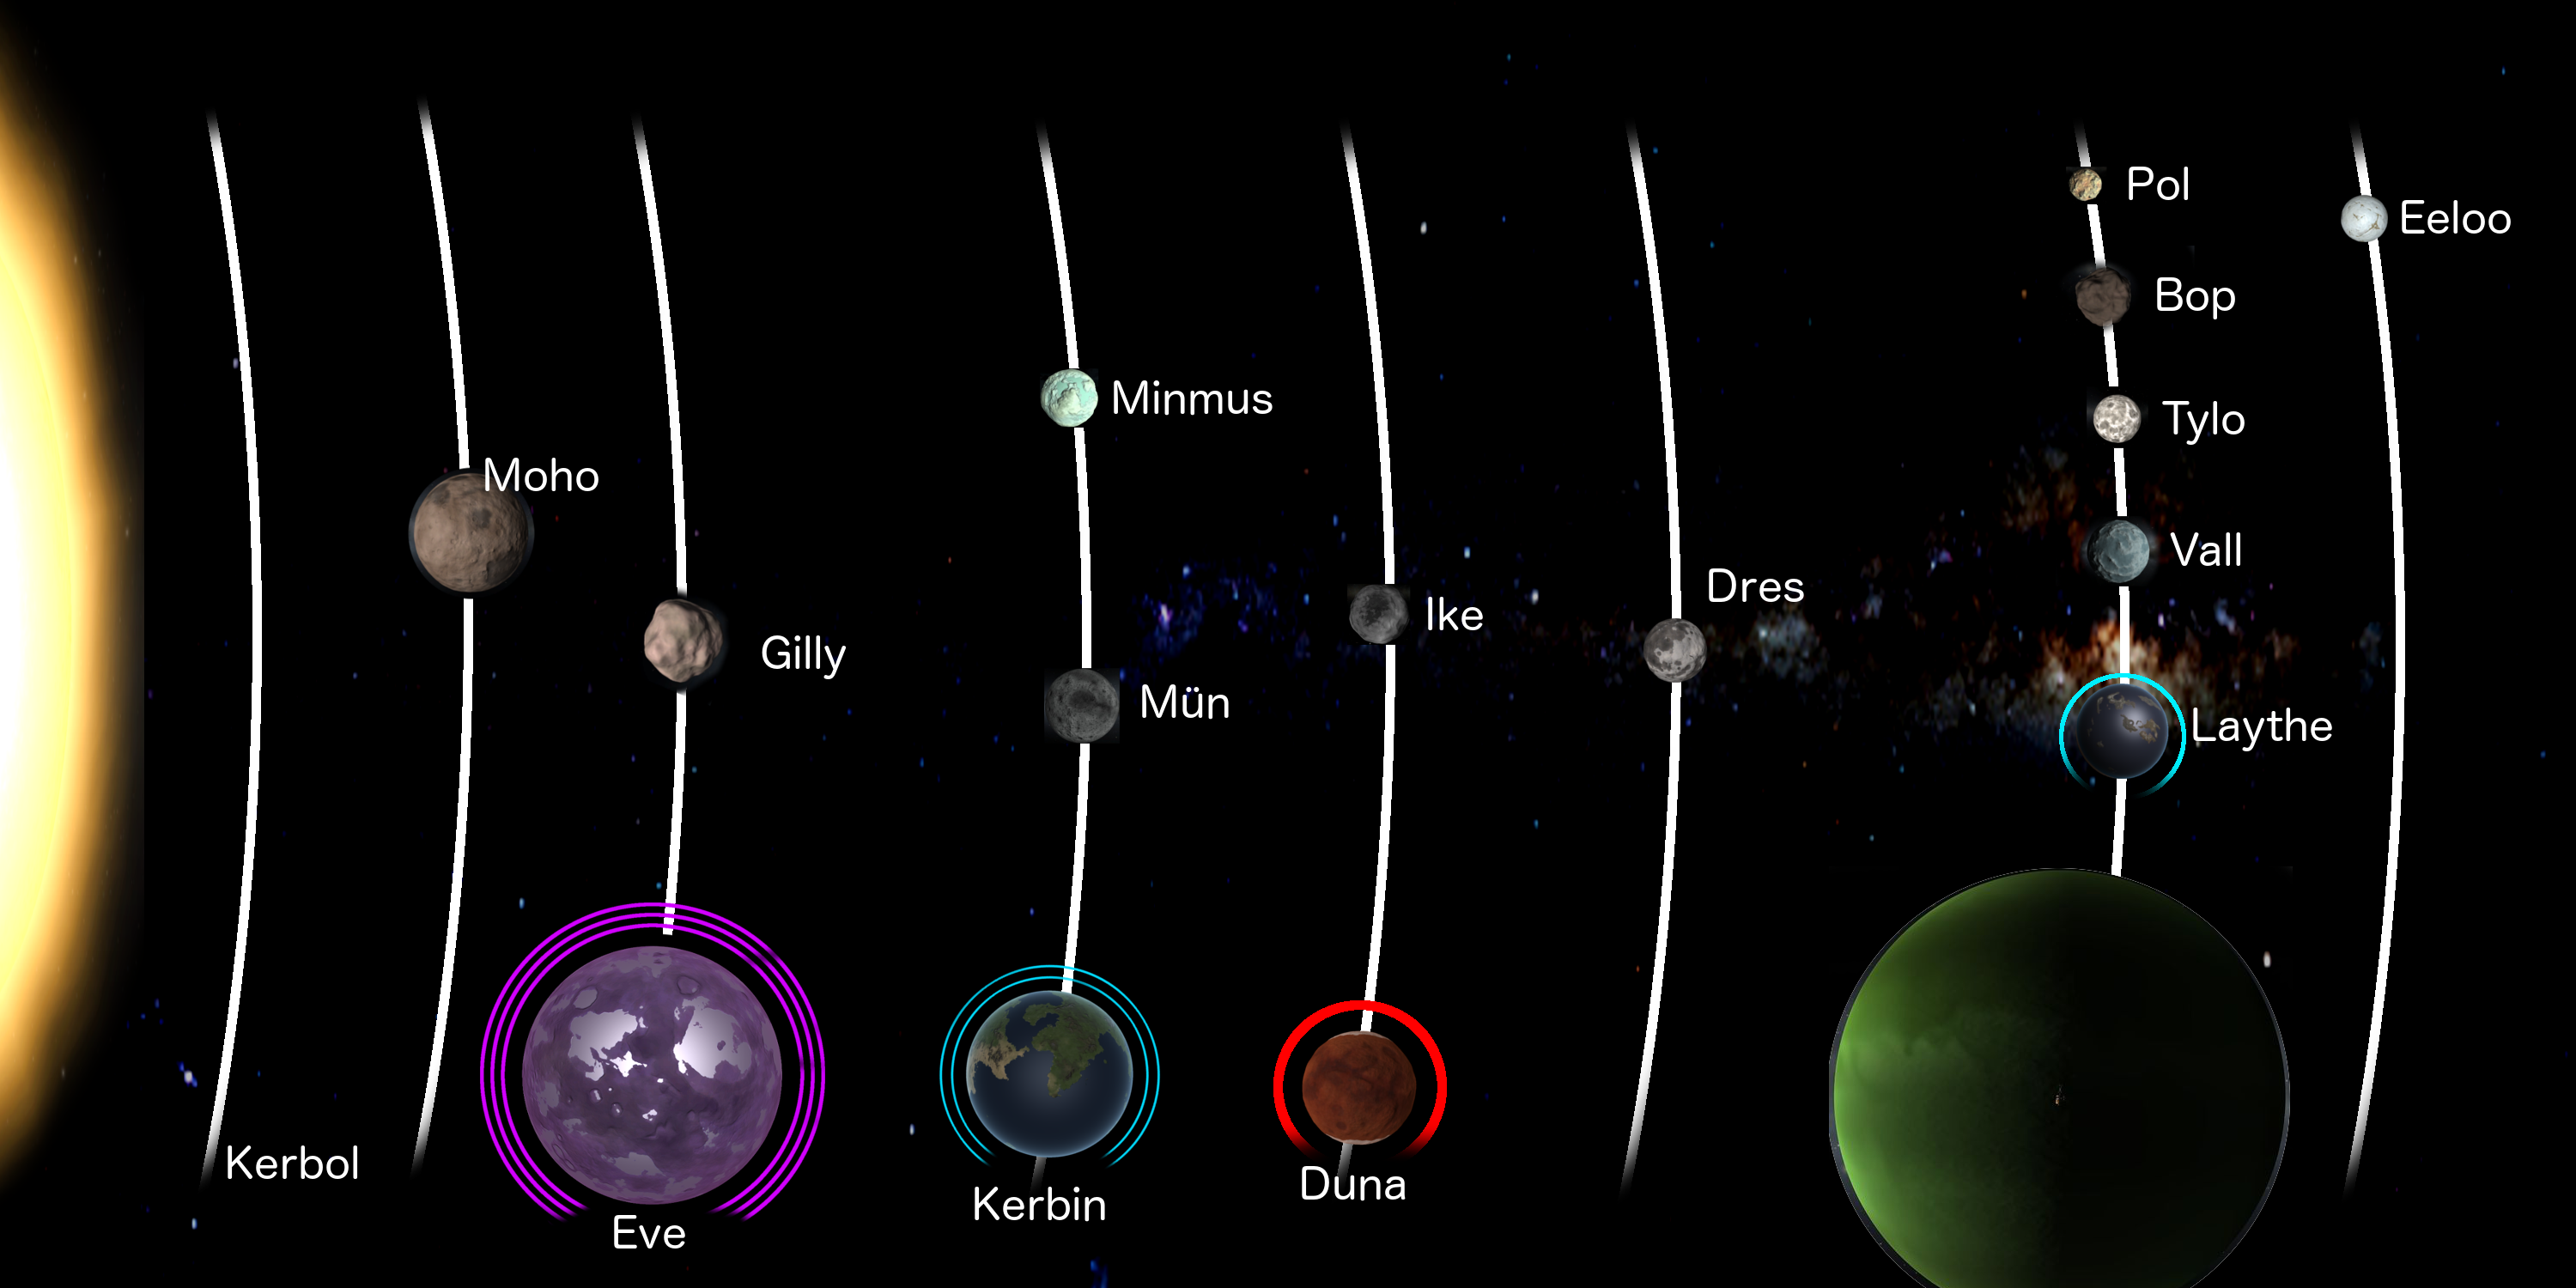 Pol
Eeloo
Bop
Minmus
Tylo
Moho
Vall
Dres
Ike
Gilly
Mün
Laythe
Kerbol
Duna
Kerbin
Eve